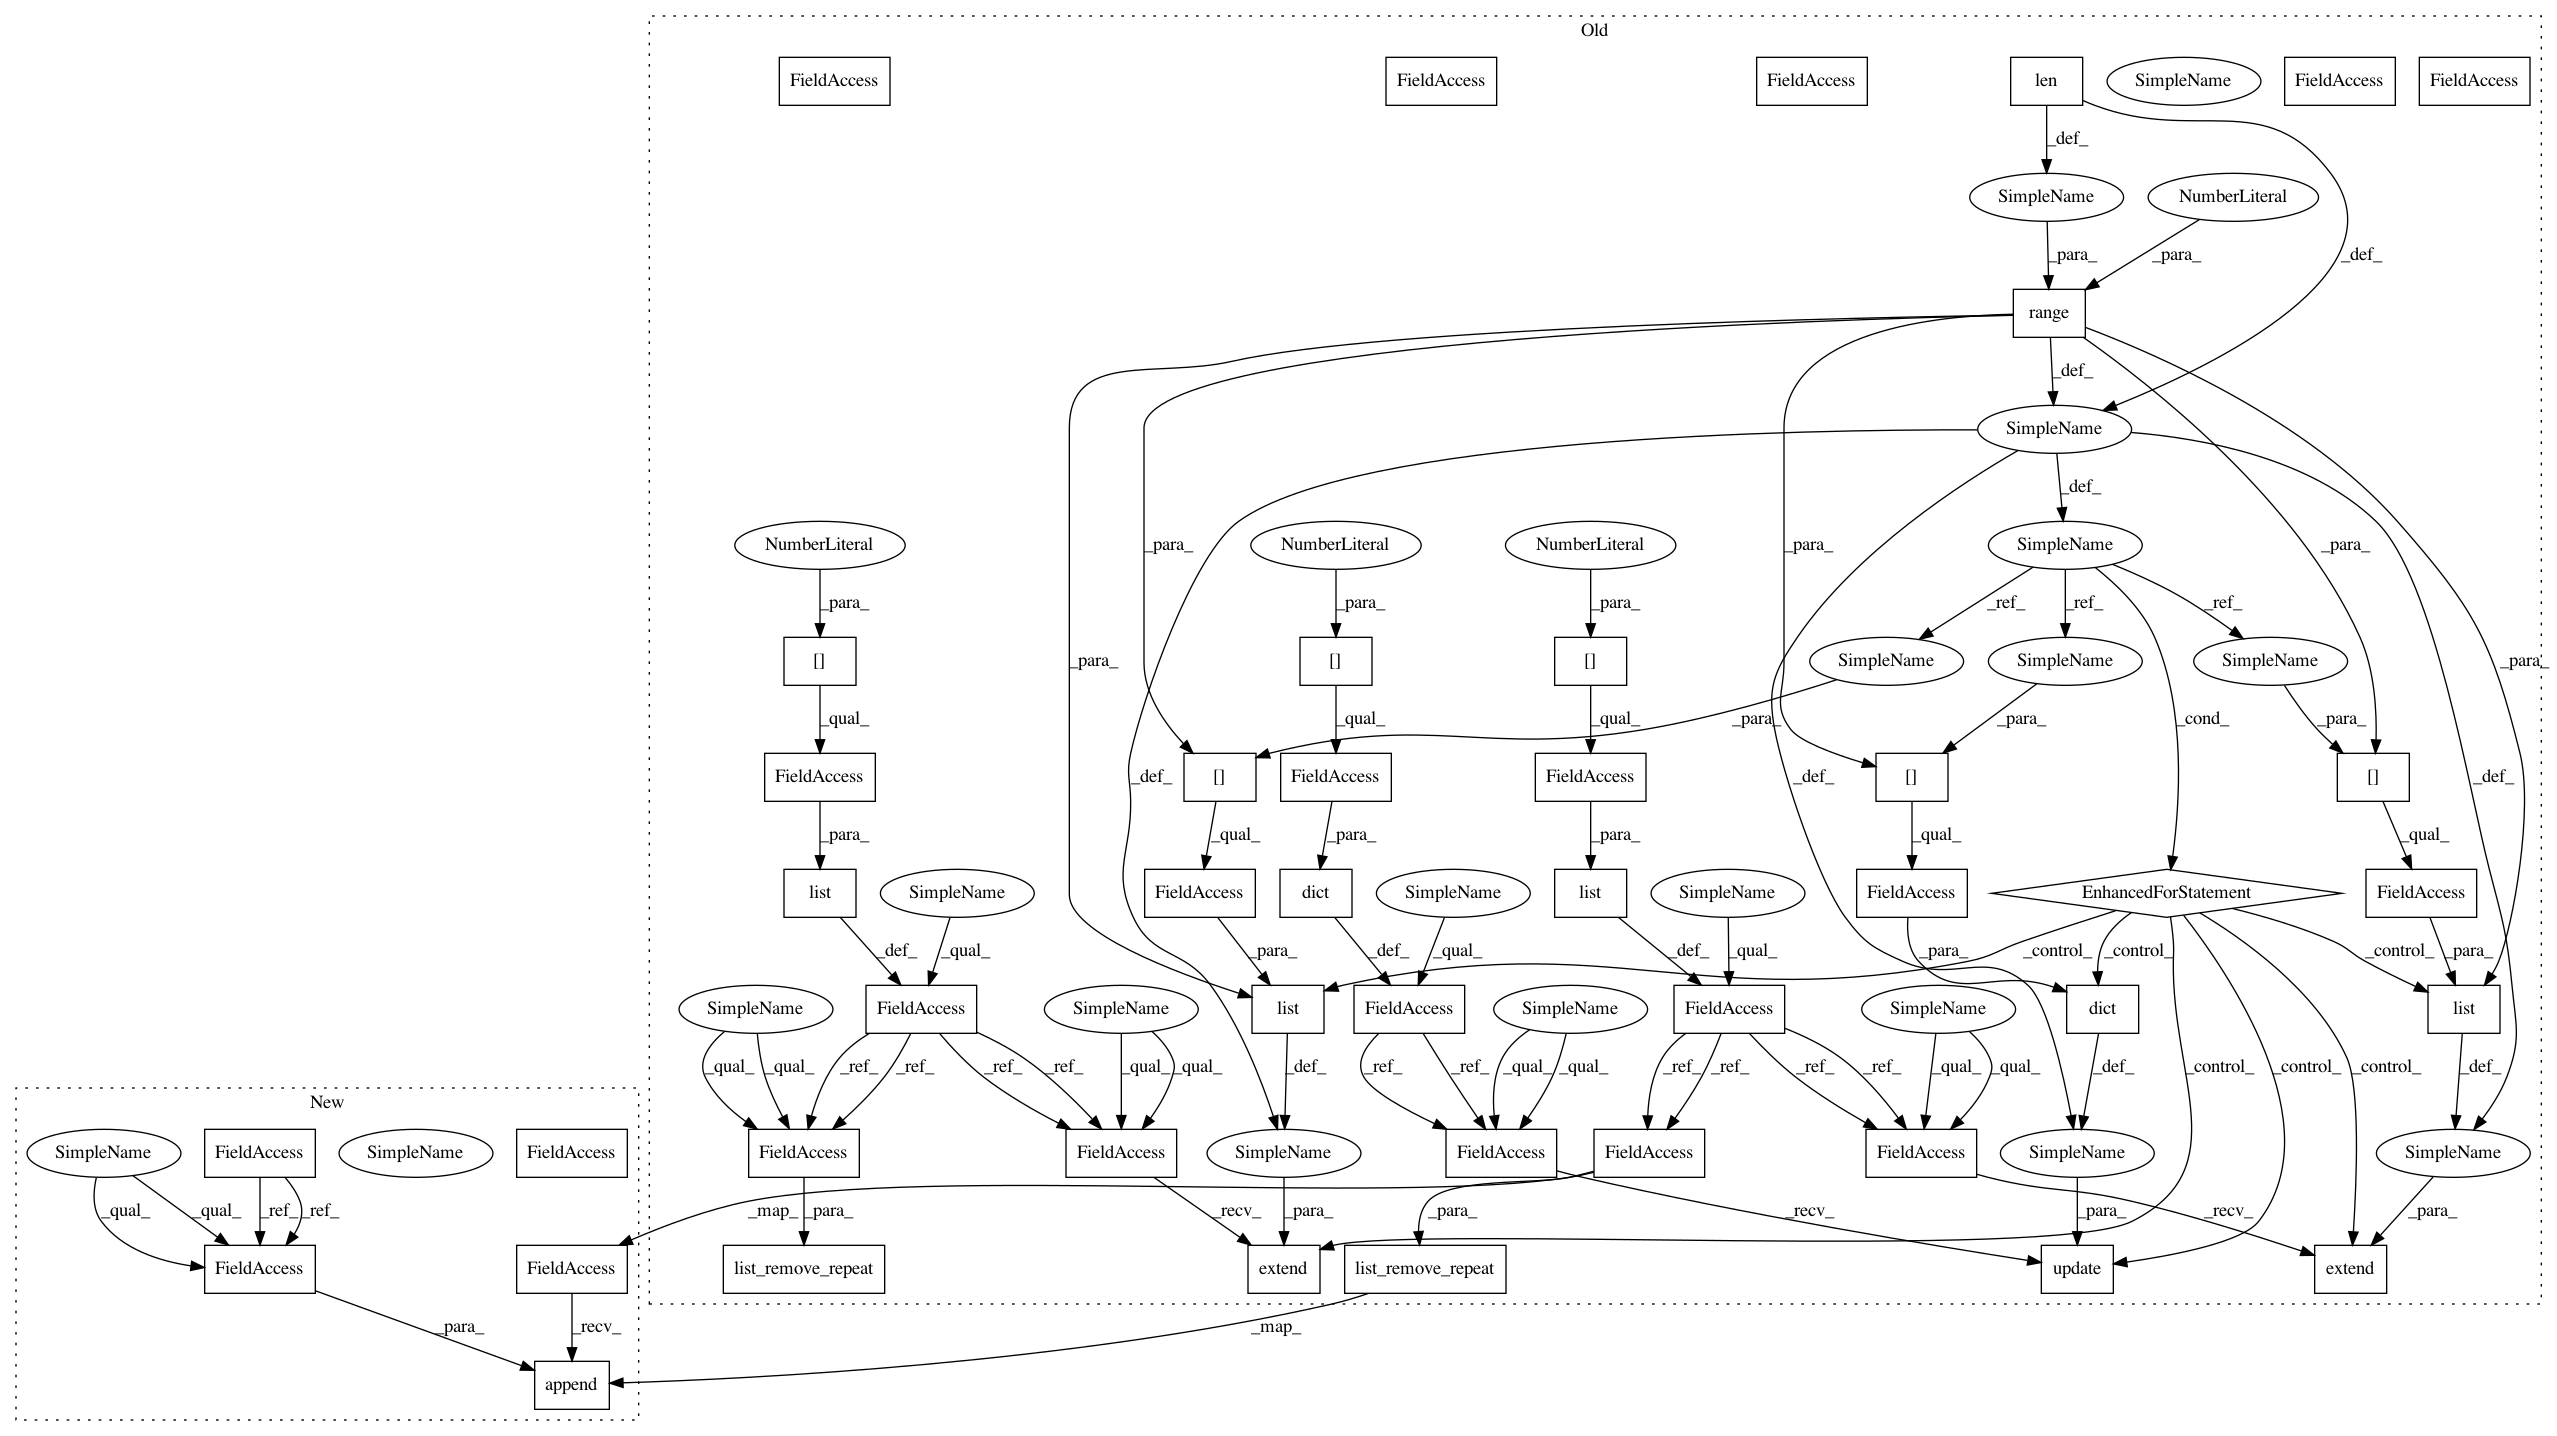 Old
FieldAccess FieldAccess FieldAccess len SimpleName FieldAccess FieldAccess
_def_
SimpleName NumberLiteral
_para_ _para_ _def_
range
_def_
SimpleName
_def_
NumberLiteral NumberLiteral NumberLiteral _para_ _para_ SimpleName _para_
_para_ _para_ _para_ _ref_ _ref_ _ref_
_para_ [] [] [] SimpleName SimpleName SimpleName _para_
_qual_ _qual_ _qual_ _para_ _para_ _cond_ _para_
FieldAccess _def_ [] FieldAccess FieldAccess _def_ [] [] _def_
_para_ _qual_ _para_ _para_ _qual_ _qual_
list SimpleName FieldAccess dict SimpleName list SimpleName FieldAccess EnhancedForStatement FieldAccess
_def_ _qual_ _para_ _def_ _qual_ _def_ _qual_ _para_ _control_ _control_ _control_ _para_
SimpleName FieldAccess SimpleName list FieldAccess SimpleName FieldAccess SimpleName dict list
_qual_ _qual_ _ref_ _ref_ _ref_ _ref_ _qual_ _qual_ _def_ _ref_ _ref_ _qual_ _qual_ _ref_ _ref_ _ref_ _ref_ _qual_ _qual_ _def_ _control_ _control_ _control_ _def_
New
SimpleName FieldAccess SimpleName FieldAccess FieldAccess FieldAccess SimpleName FieldAccess FieldAccess FieldAccess SimpleName SimpleName
_qual_ _qual_ _ref_ _ref_ _map_ _para_ _recv_ _para_ _para_ _recv_ _para_ _recv_ _para_
FieldAccess FieldAccess list_remove_repeat extend list_remove_repeat update extend
_para_ _recv_ _map_
append